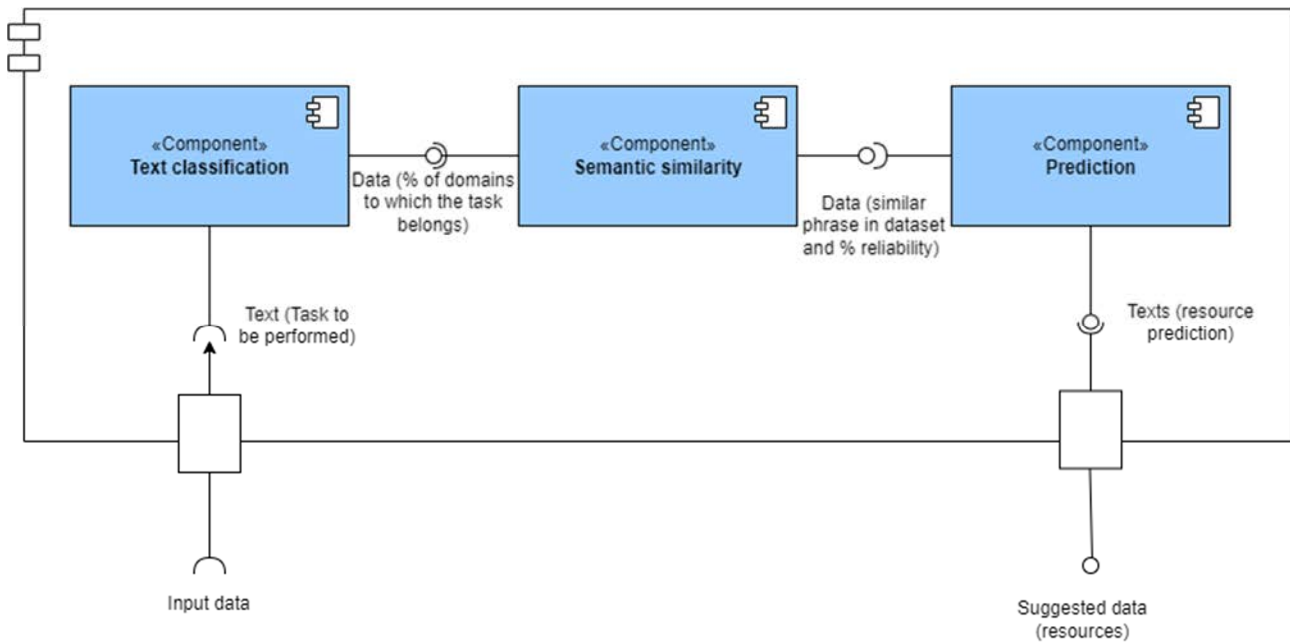 «Component»
Text classification
«Component»
Semantic similarity
«Component»
Prediction
Data (% of domains
to which the task
belongs)
Data (similar
phrase in dataset
and % reliability)
Text (Task to
be performed)
Texts (resource
prediction)
Input data
Suggested data
(resources)